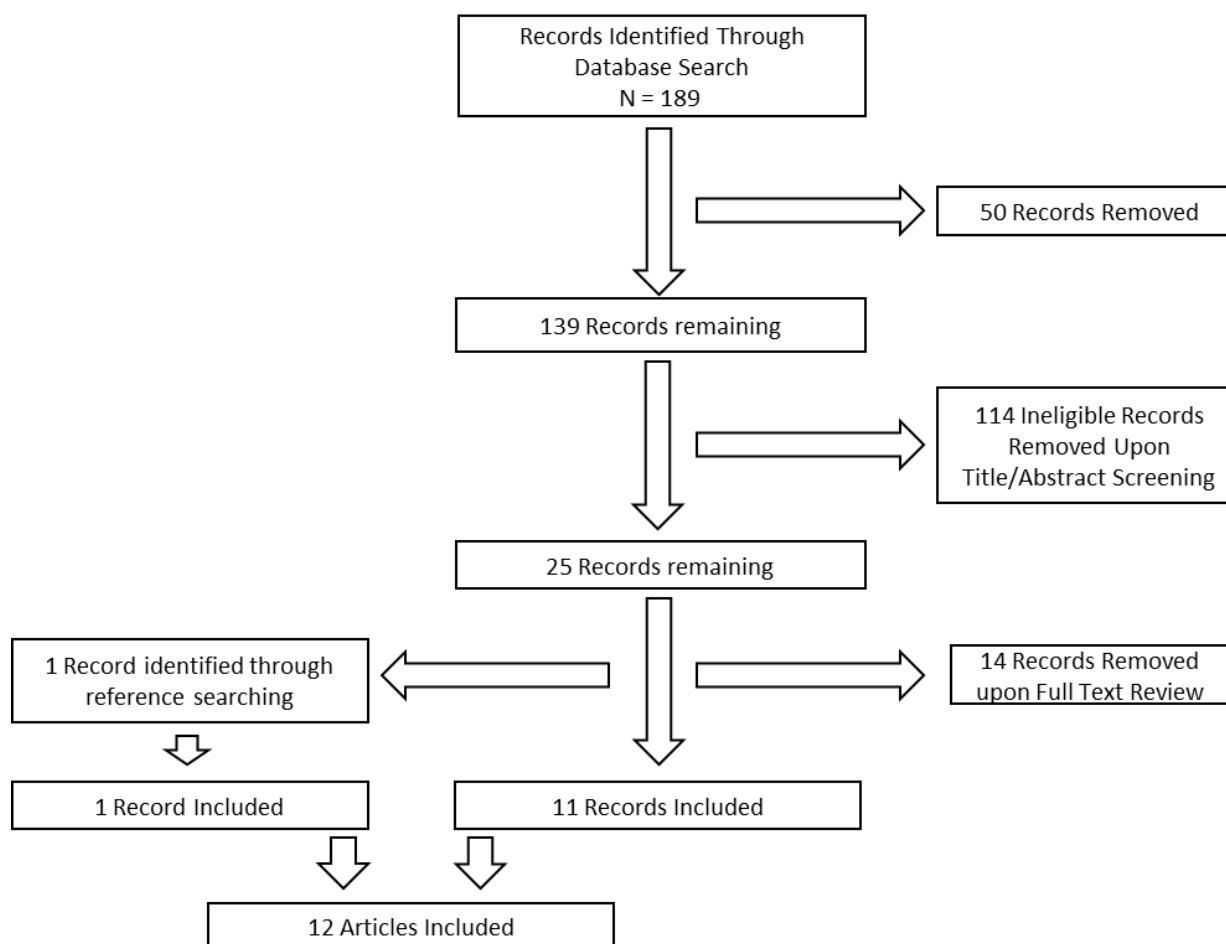 Records Identified Through
Database Search
N = 189
50 Records Removed
139 Records remaining
114 Ineligible Records
Removed Upon
Title/Abstract Screening
25 Records remaining
1 Record identified through
reference searching
14 Records Removed
upon Full Text Review
1 Record Included
11 Records Included
12 Articles Included